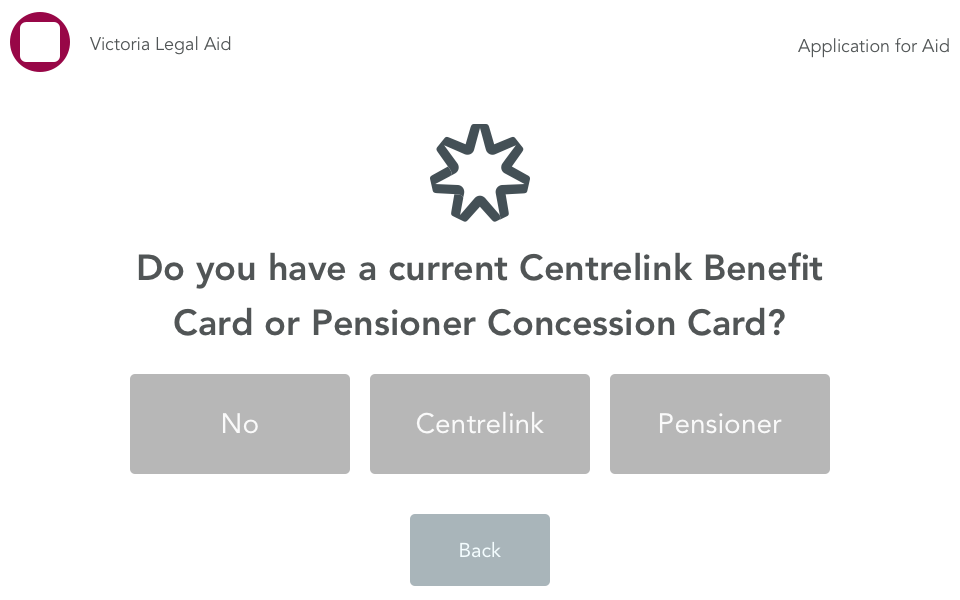 Victoria Legal Aid
Application for Aid
Do you have a current Centrelink Benefit
Card or Pensioner Concession Card?
No
Centrelink
Pensioner
Back